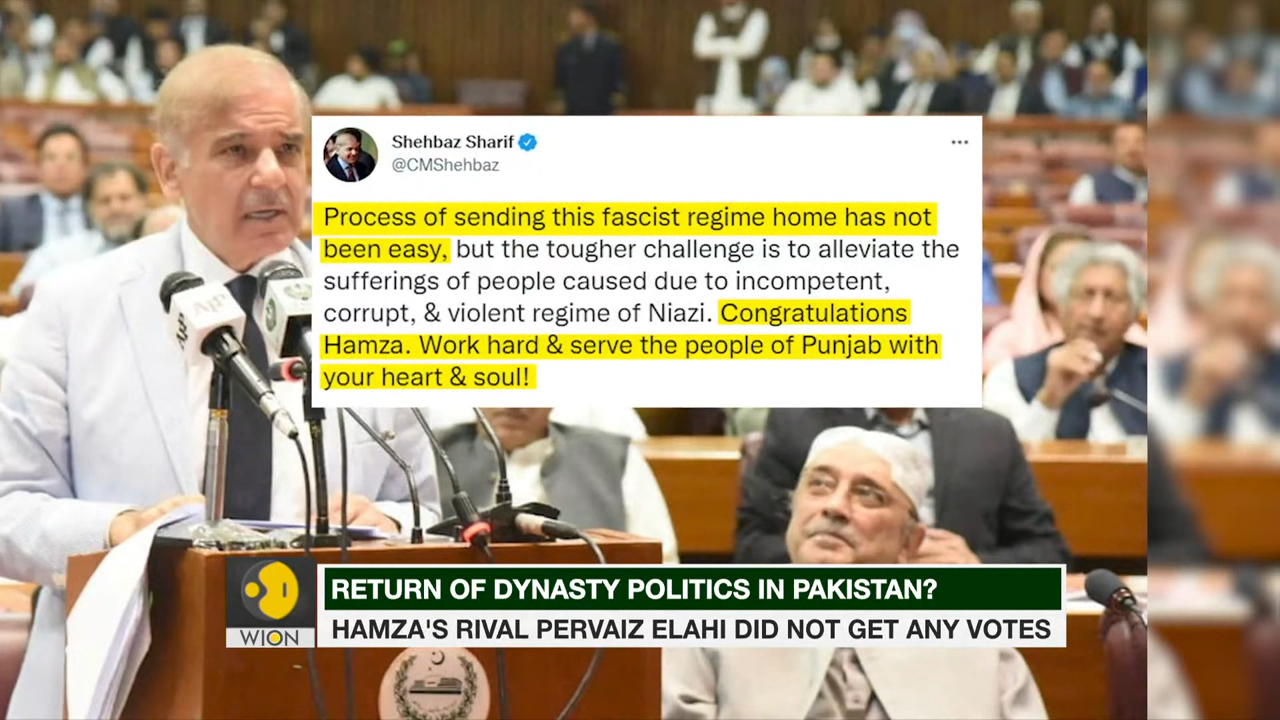 Shehbaz Sharif
@CMShehbaz
Process of sending this fascist regime home has not
been easy, but the tougher challenge is to alleviate the
sufferings of people caused due to incompetent,
corrupt, & violent regime of Niazi. Congratulations
Hamza. Work hard & serve the people of Punjab with
your heart & soul!
AP
AP
RETURN OF DYNASTY POLITICS IN PAKISTAN?
HAMZA'S RIVAL PERVAIZ ELAHI DID NOT GET ANY VOTES
WION